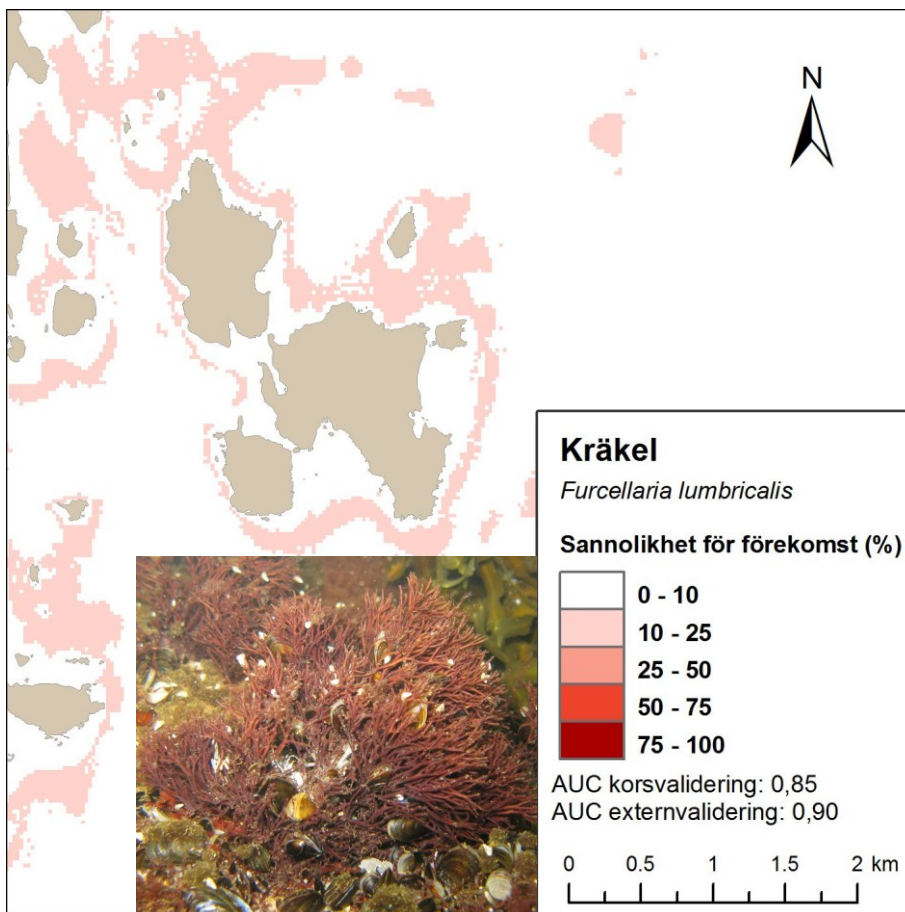 N
Kräkel
Furcellaria lumbricalis
Sannolikhet för förekomst (%)
0 - 10
10 - 25
25 - 50
50 - 75
75 - 100
AUC korsvalidering: 0,85
AUC externvalidering: 0,90
0 0.5 1 1.5 2 km